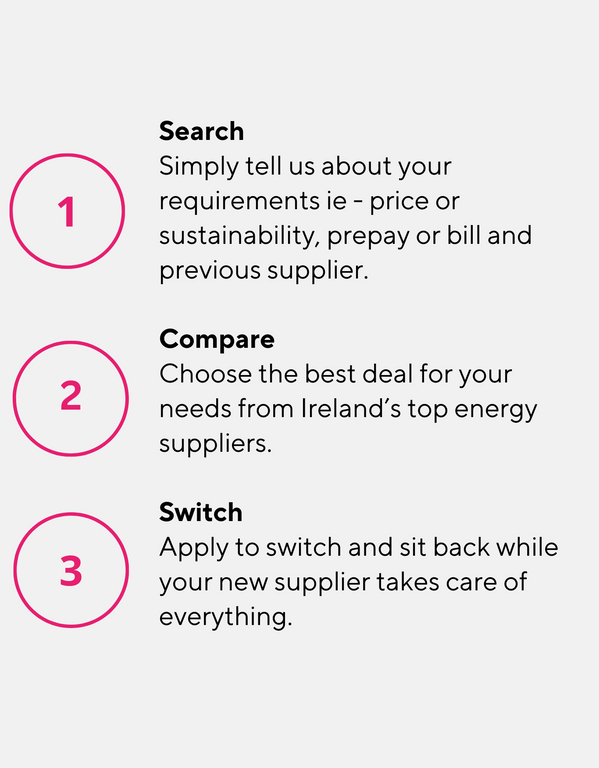 Search
1
Simply tell us about your
requirements ie - price or
sustainability, prepay or bill and
previous supplier.
Compare
2
Choose the best deal for your
needs from Ireland’s top energy
suppliers.
Switch
3
Apply to switch and sit back while
your new supplier takes care of
everything.